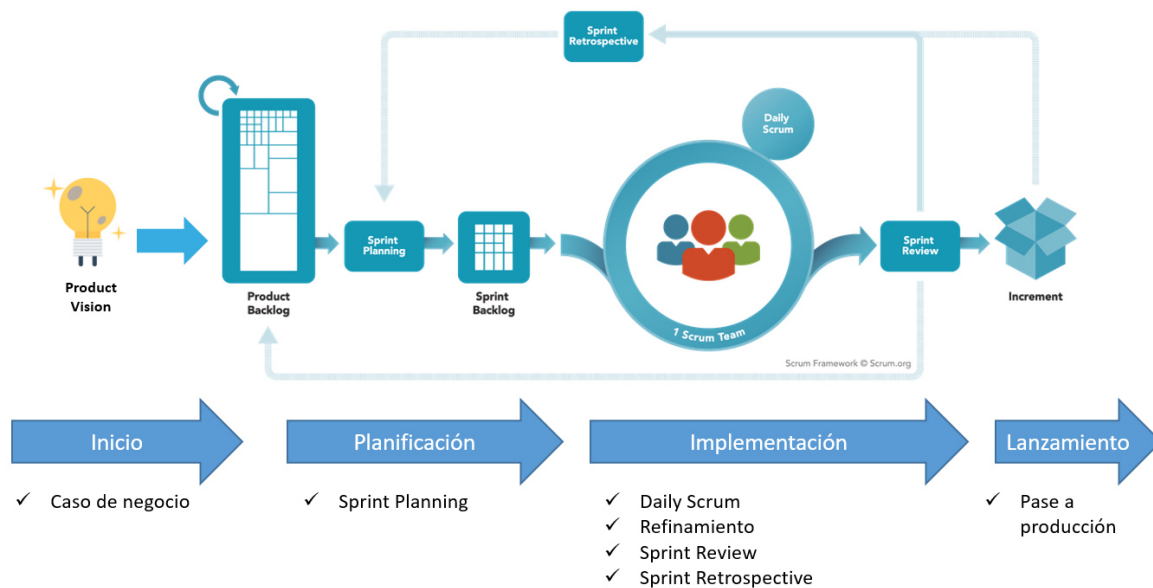 Sprint
Retrospective
Daily
Scrum
Product
Vision
Product
Backlog
Sprint
Planning
Sprint
Backlog
1 Scrum Team
Sprint
Review
Increment
Scrum Framework © Scrum.org
Inicio
Planificación
Implementación
Lanzamiento
✓ Caso de negocio
✓ Sprint Planning
✓ Daily Scrum
✓ Refinamiento
✓ Sprint Review
✓ Sprint Retrospective
✓ Pase a
producción